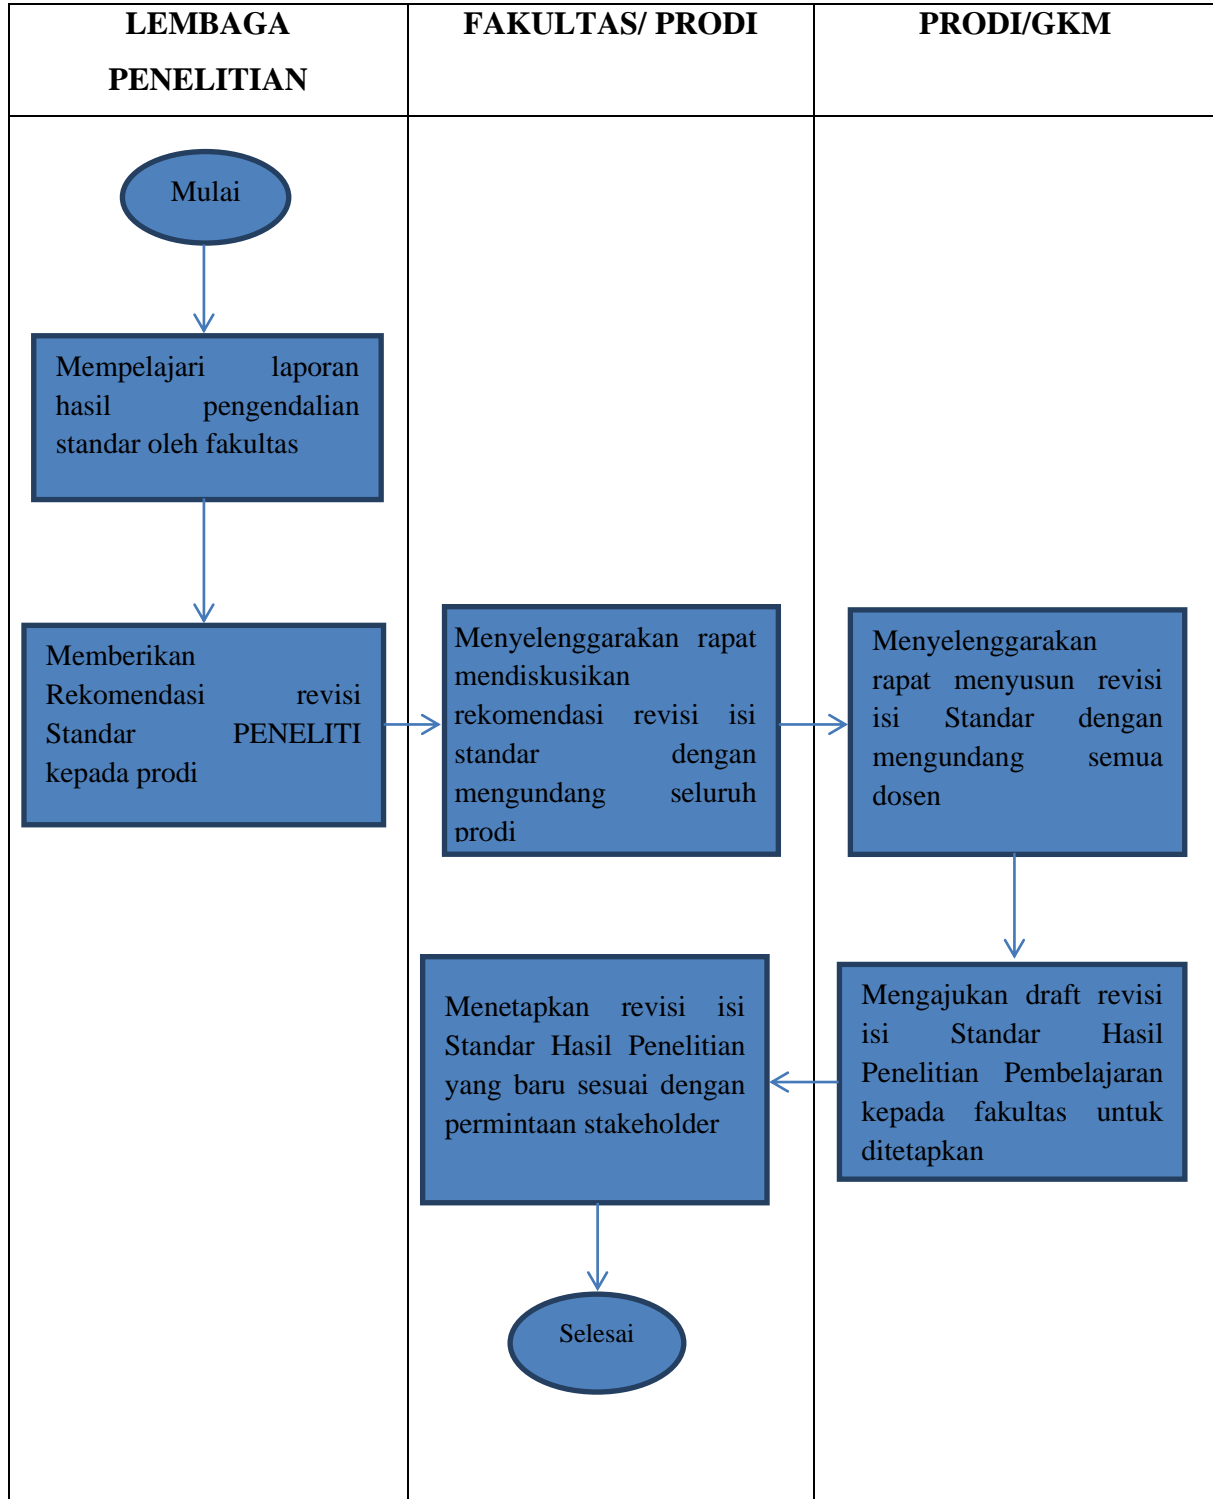 LEMBAGA
PENELITIAN
FAKULTAS/ PRODI
PRODI/GKM
Mulai
Mempelajari laporan
hasil pengendalian
standar oleh fakultas
Memberikan
Rekomendasi revisi
Standar PENELITI
kepada prodi
Menyelenggarakan rapat
mendiskusikan
rekomendasi revisi isi
standar dengan
mengundang seluruh
prodi
Menyelenggarakan
rapat menyusun revisi
isi Standar dengan
mengundang semua
dosen
Mengajukan draft revisi
isi Standar Hasil
Penelitian Pembelajaran
kepada fakultas untuk
ditetapkan
Menetapkan revisi isi
Standar Hasil Penelitian
yang baru sesuai dengan
permintaan stakeholder
Selesai